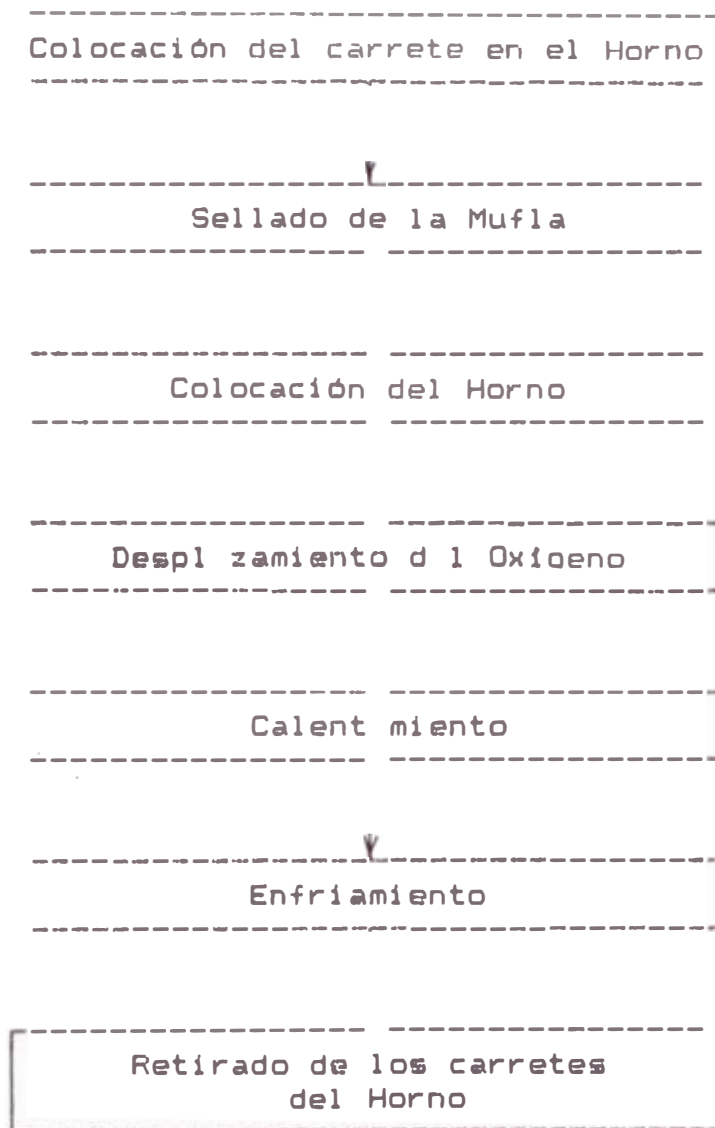 Colocación del carrete en el Horno
Sellado de la Mufla
Colocación del Horno
Despl zamiento d l Oxígeno
Calent miento
Enfriamiento
Retirado de los carretes
del Horno